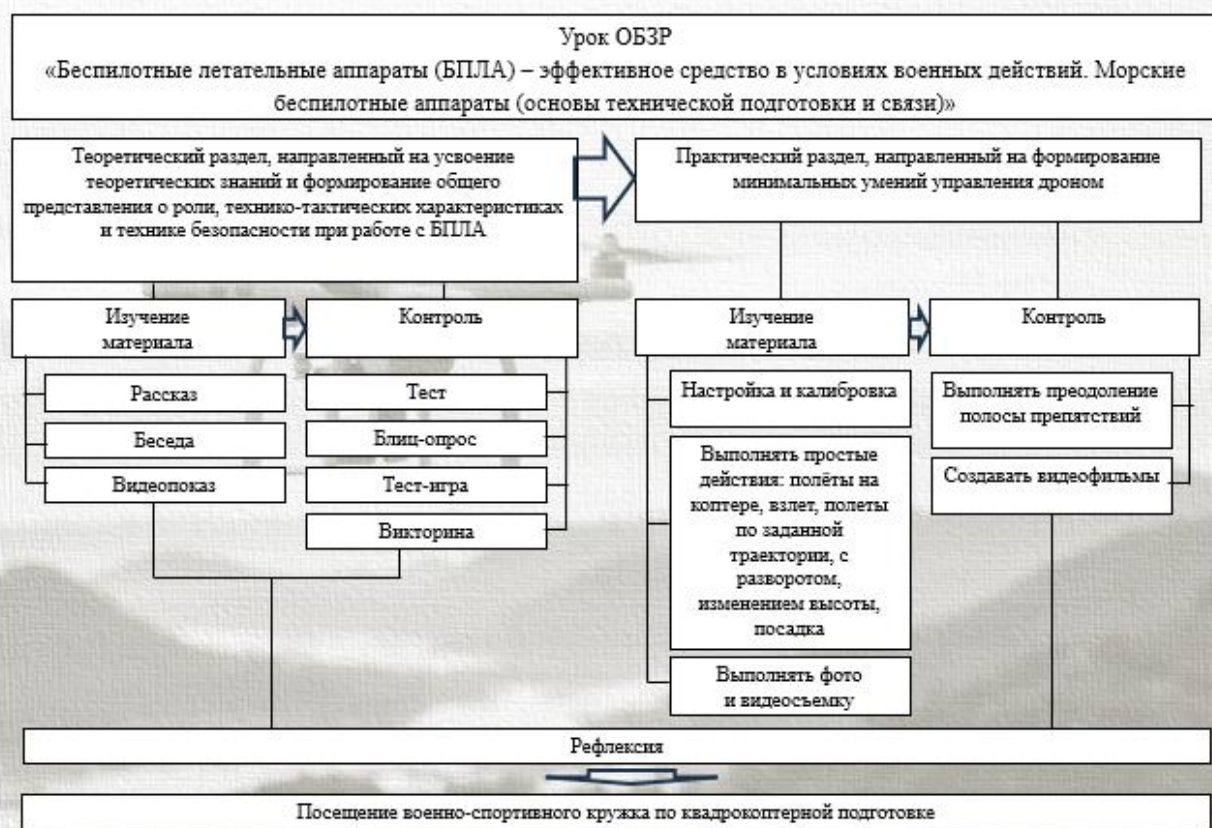 Урок ОБЗР
«Беспилотные летательные аппараты (БПЛА) – эффективное средство в условиях военных действий. Морские
беспилотные аппараты (основы технической подготовки и связи)»
Теоретический раздел, направленный на усвоение
теоретических знаний и формирование общего
представления о роли, технико-тактических характеристиках
и технике безопасности при работе с БПЛА
Практический раздел, направленный на формирование
минимальных умений управления дроном
Изучение
материала
Контроль
Рассказ
Беседа
Видеопоказ
Тест
Блиц-опрос
Тест-игра
Викторина
Изучение
материала
Контроль
Настройка и калибровка
Выполнять простые
действия: полёты на
коптере, взлет, полеты
по заданной
траектории, с
разворотом,
изменением высоты,
посадка
Выполнять фото
и видеосъемку
Выполнять преодоление
полосы препятствий
Создавать видеофильмы
Рефлексия
Посещение военно-спортивного кружка по квадрокоптерной подготовке